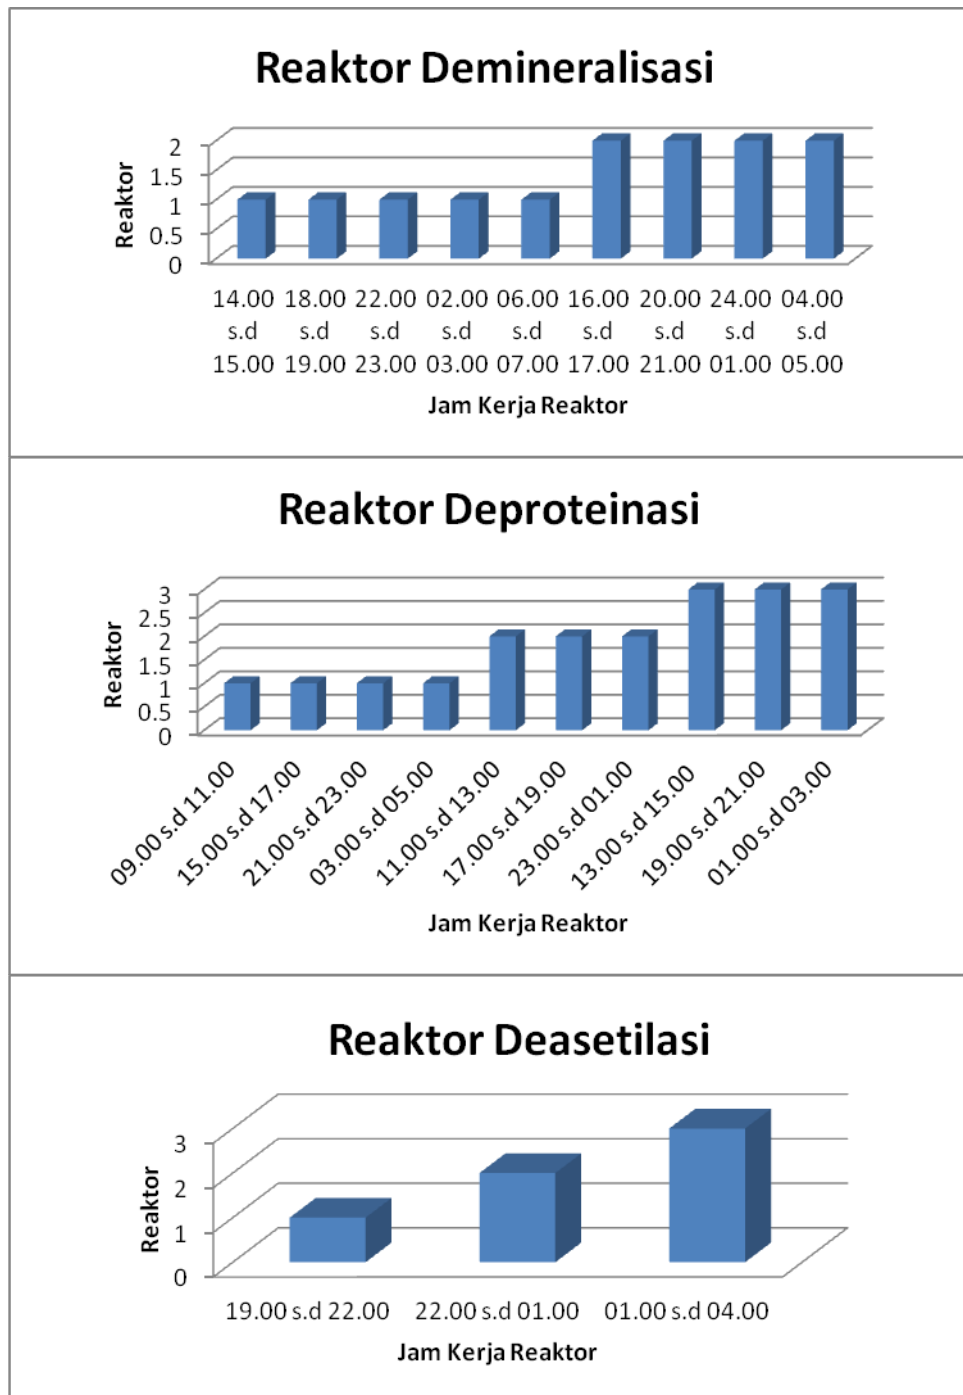 Reaktor Demineralisasi
Reaktor
2
1.5
1
0.5
0
14.00 18.00 22.00 02.00 06.00 16.00 20.00 24.00 04.00
s.d s.d s.d s.d s.d s.d s.d s.d s.d
15.00 19.00 23.00 03.00 07.00 17.00 21.00 01.00 05.00
Jam Kerja Reaktor
Reaktor Deproteinasi
Reaktor
3
2.5
2
1.5
1
0.5
0
09.00 s.d 11.00
15.00 s.d 17.00
21.00 s.d 23.00
03.00 s.d 05.00
11.00 s.d 13.00
17.00 s.d 19.00
23.00 s.d 01.00
13.00 s.d 15.00
19.00 s.d 21.00
01.00 s.d 03.00
Jam Kerja Reaktor
Reaktor Deasetilasi
Reaktor
3
2
1
0
19.00 s.d 22.00 22.00 s.d 01.00 01.00 s.d 04.00
Jam Kerja Reaktor